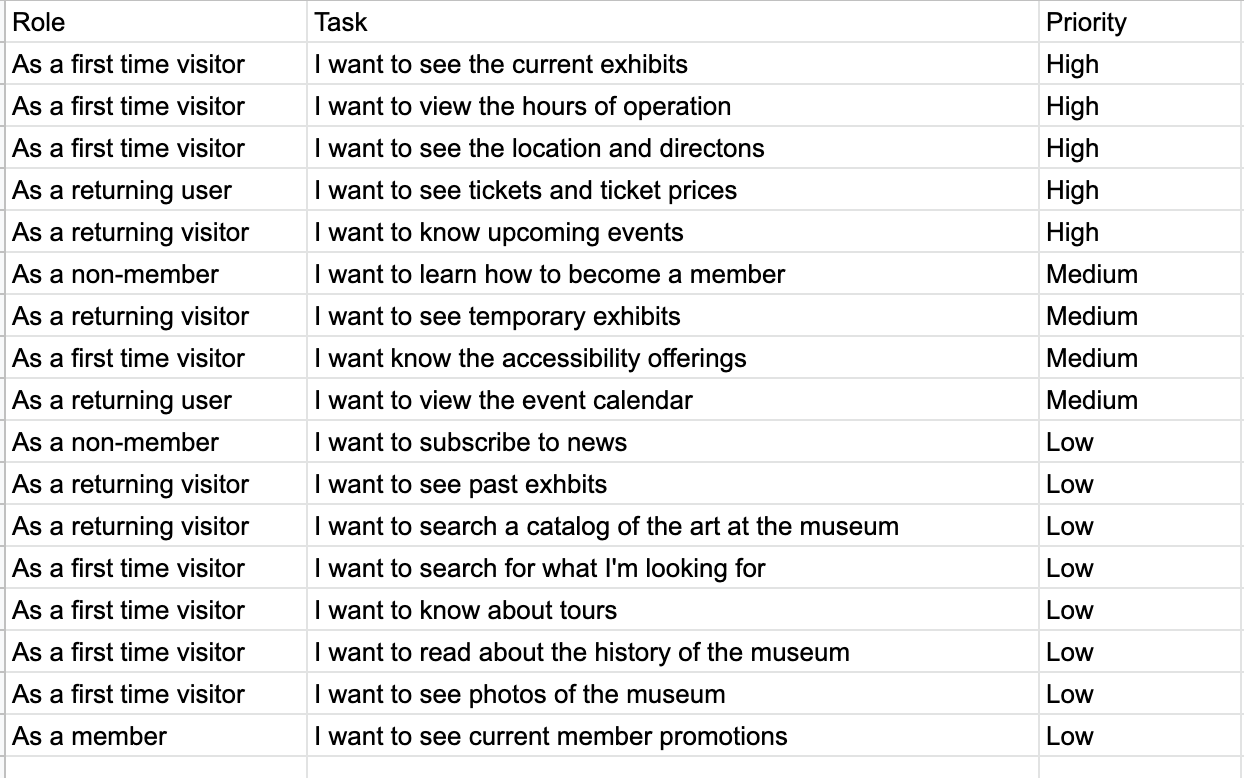 Role Task Priority
As a first time visitor I want to see the current exhibits High
As a first time visitor I want to view the hours of operation High
As a first time visitor I want to see the location and directons High
As a returning user I want to see tickets and ticket prices High
As a returning visitor I want to know upcoming events High
As a non-member I want to learn how to become a member Medium
As a returning visitor I want to see temporary exhibits Medium
As a first time visitor I want know the accessibility offerings Medium
As a returning user I want to view the event calendar Medium
As a non-member I want to subscribe to news Low
As a returning visitor I want to see past exhbits Low
As a returning visitor I want to search a catalog of the art at the museum Low
As a first time visitor I want to search for what I'm looking for Low
As a first time visitor I want to know about tours Low
As a first time visitor I want to read about the history of the museum Low
As a first time visitor I want to see photos of the museum Low
As a member I want to see current member promotions Low